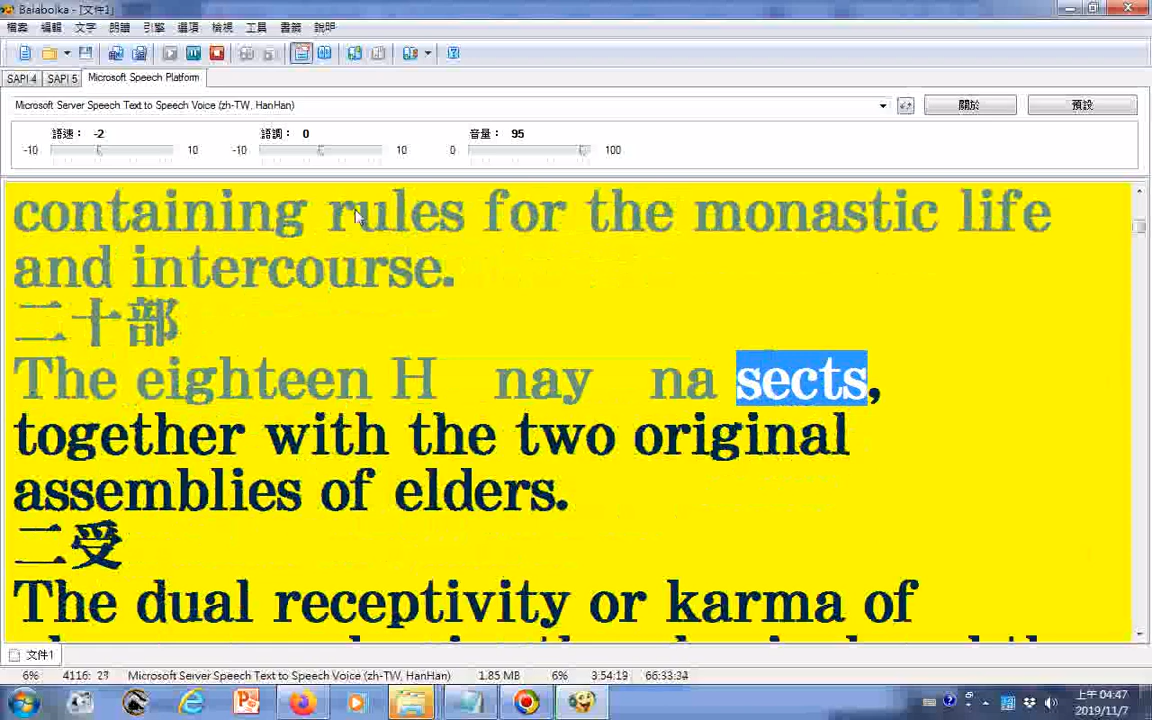 Balabolka - [文件1]
檔案 編輯 文字 朗讀 引擎 選項 檢視 工具 書籤 說明
SAPI 4 SAPI 5 Microsoft Speech Platform
Microsoft Server Speech Text to Speech Voice (zh-TW, HanHan) 關於 預設
語速： -2 語調： 0 音量： 95
-10 10 -10 10 0 100
containing rules for the monastic life
and intercourse.
二十部
The eighteen H nay na sects,
together with the two original
assemblies of elders.
二受
The dual receptivity or karma of
文件1
6% 4116: 23 Microsoft Server Speech Text to Speech Voice (zh-TW, HanHan) 1.85 MB 6% 3:54:19 66:33:34
上午 04:47
2019/11/7